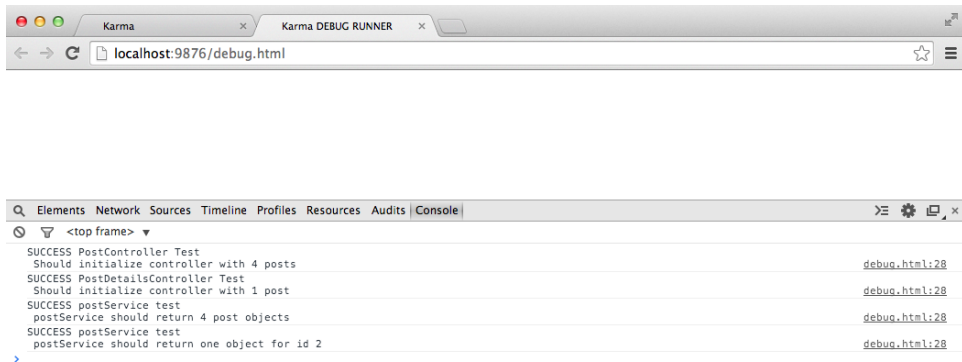 Karma
Karma DEBUG RUNNER
localhost:9876/debug.html
Elements Network Sources Timeline Profiles Resources Audits Console
<top frame>
SUCCESS PostController Test
Should initialize controller with 4 posts debug.html:28
SUCCESS PostDetailsController Test
Should initialize controller with 1 post debug.html:28
SUCCESS postService test
postService should return 4 post objects debug.html:28
SUCCESS postService test
postService should return one object for id 2 debug.html:28